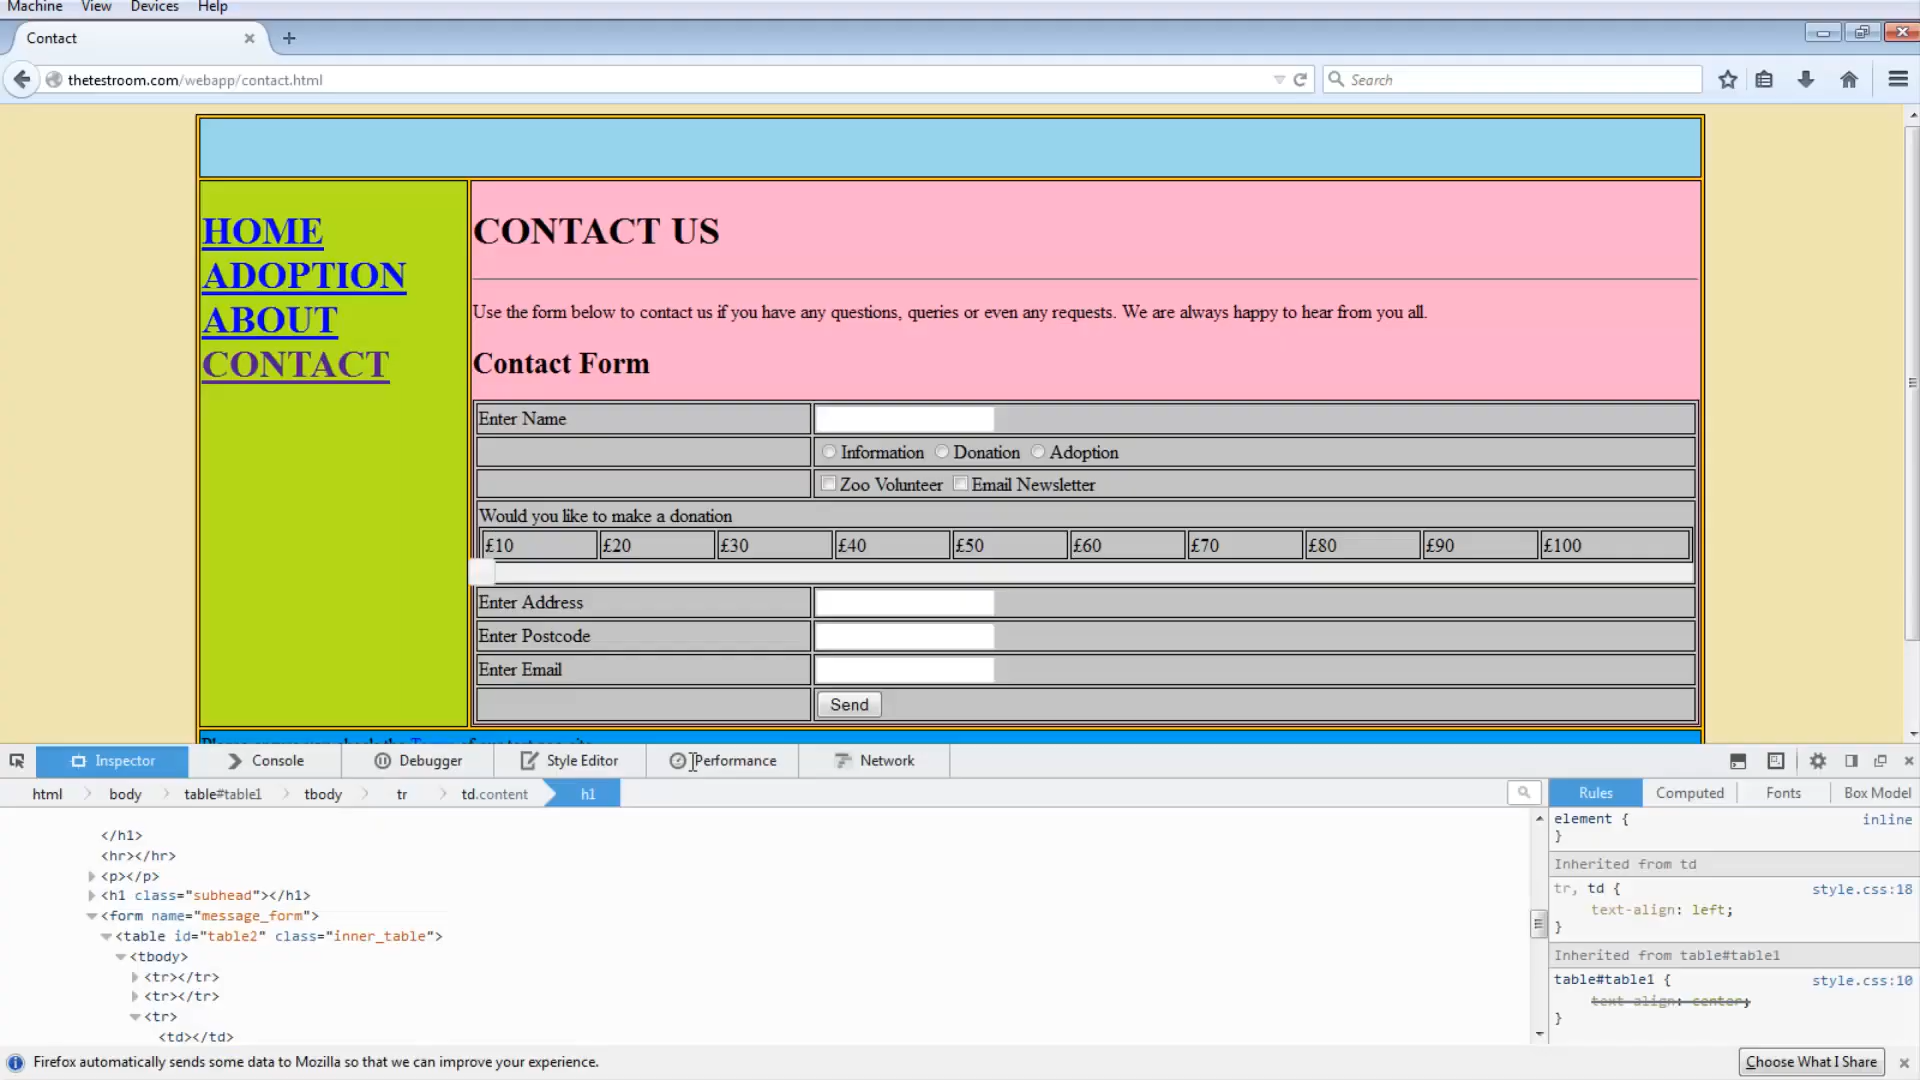 Machine View Devices Help
Contact
thetestroom.com/webapp/contact.html
Search
HOME
ADOPTION
ABOUT
CONTACT
CONTACT US
Use the form below to contact us if you have any questions, queries or even any requests. We are always happy to hear from you all.
Contact Form
Enter Name
Information Donation Adoption
Zoo Volunteer Email Newsletter
Would you like to make a donation
£10 £20 £30 £40 £50 £60 £70 £80 £90 £100
Enter Address
Enter Postcode
Enter Email
Send
Inspector Console Debugger Style Editor Performance Network
html body table#table1 tbody tr td.content h1
Rules Computed Fonts Box Model
</h1>
<hr></hr>
<p></p>
<h1 class="subhead"></h1>
<form name="message_form">
<table id="table2" class="inner_table">
<tbody>
<tr></tr>
<tr></tr>
<tr>
<td></td>
element { inline
}
Inherited from td
tr, td { style.css:18
text-align: left;
}
Inherited from table#table1
table#table1 { style.css:10
text-align: center;
}
Firefox automatically sends some data to Mozilla so that we can improve your experience.
Choose What I Share